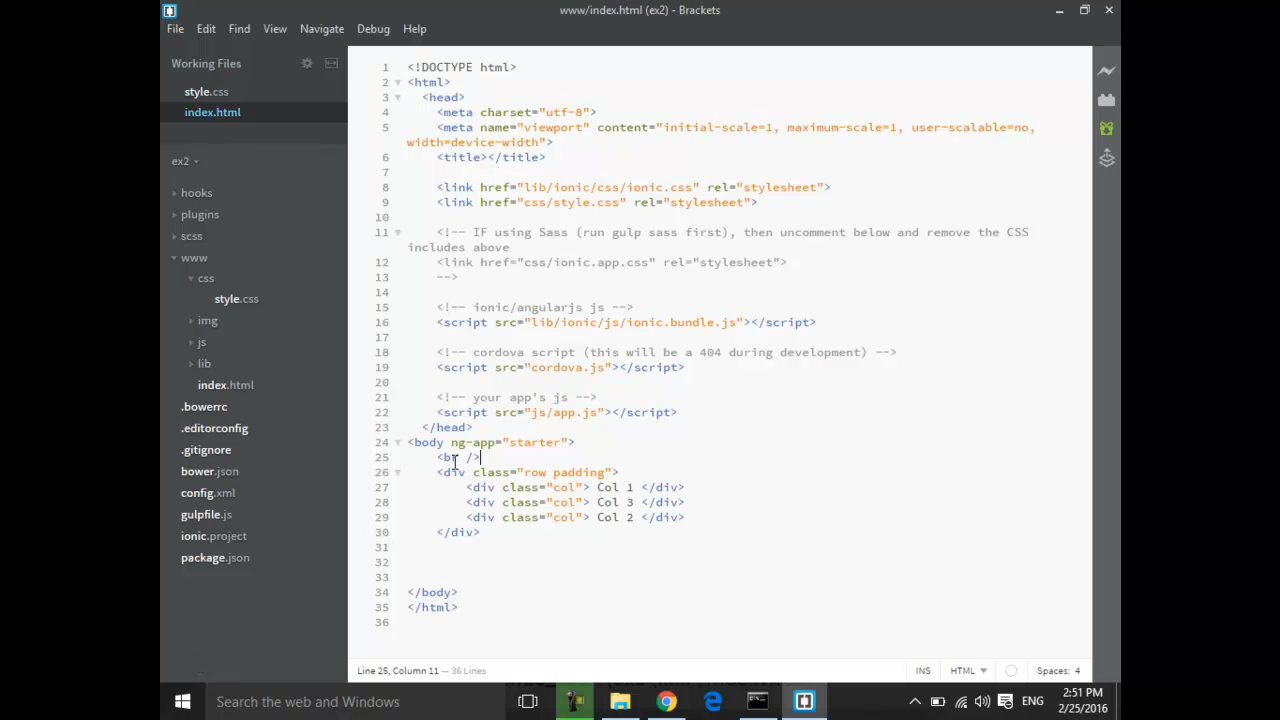 www/index.html (ex2) - Brackets
File Edit Find View Navigate Debug Help
Working Files
style.css
index.html
ex2
hooks
plugins
scss
www
css
style.css
img
js
lib
index.html
.bowerrc
.editorconfig
.gitignore
bower.json
config.xml
gulpfile.js
ionic.project
package.json
1 <!DOCTYPE html>
2 <html>
3 <head>
4 <meta charset="utf-8">
5 <meta name="viewport" content="initial-scale=1, maximum-scale=1, user-scalable=no,
width=device-width">
6 <title></title>
7
8 <link href="lib/ionic/css/ionic.css" rel="stylesheet">
9 <link href="css/style.css" rel="stylesheet">
10
11 <!-- IF using Sass (run gulp sass first), then uncomment below and remove the CSS
includes above
12 <link href="css/ionic.app.css" rel="stylesheet">
13 -->
14
15 <!-- ionic/angularjs js -->
16 <script src="lib/ionic/js/ionic.bundle.js"></script>
17
18 <!-- cordova script (this will be a 404 during development) -->
19 <script src="cordova.js"></script>
20
21 <!-- your app's js -->
22 <script src="js/app.js"></script>
23 </head>
24 <body ng-app="starter">
25 <br />
26 <div class="row padding">
27 <div class="col"> Col 1 </div>
28 <div class="col"> Col 3 </div>
29 <div class="col"> Col 2 </div>
30 </div>
31
32
33
34 </body>
35 </html>
36
Line 25, Column 11 — 36 Lines
INS HTML Spaces: 4
Search the web and Windows
ENG
2:51 PM
2/25/2016